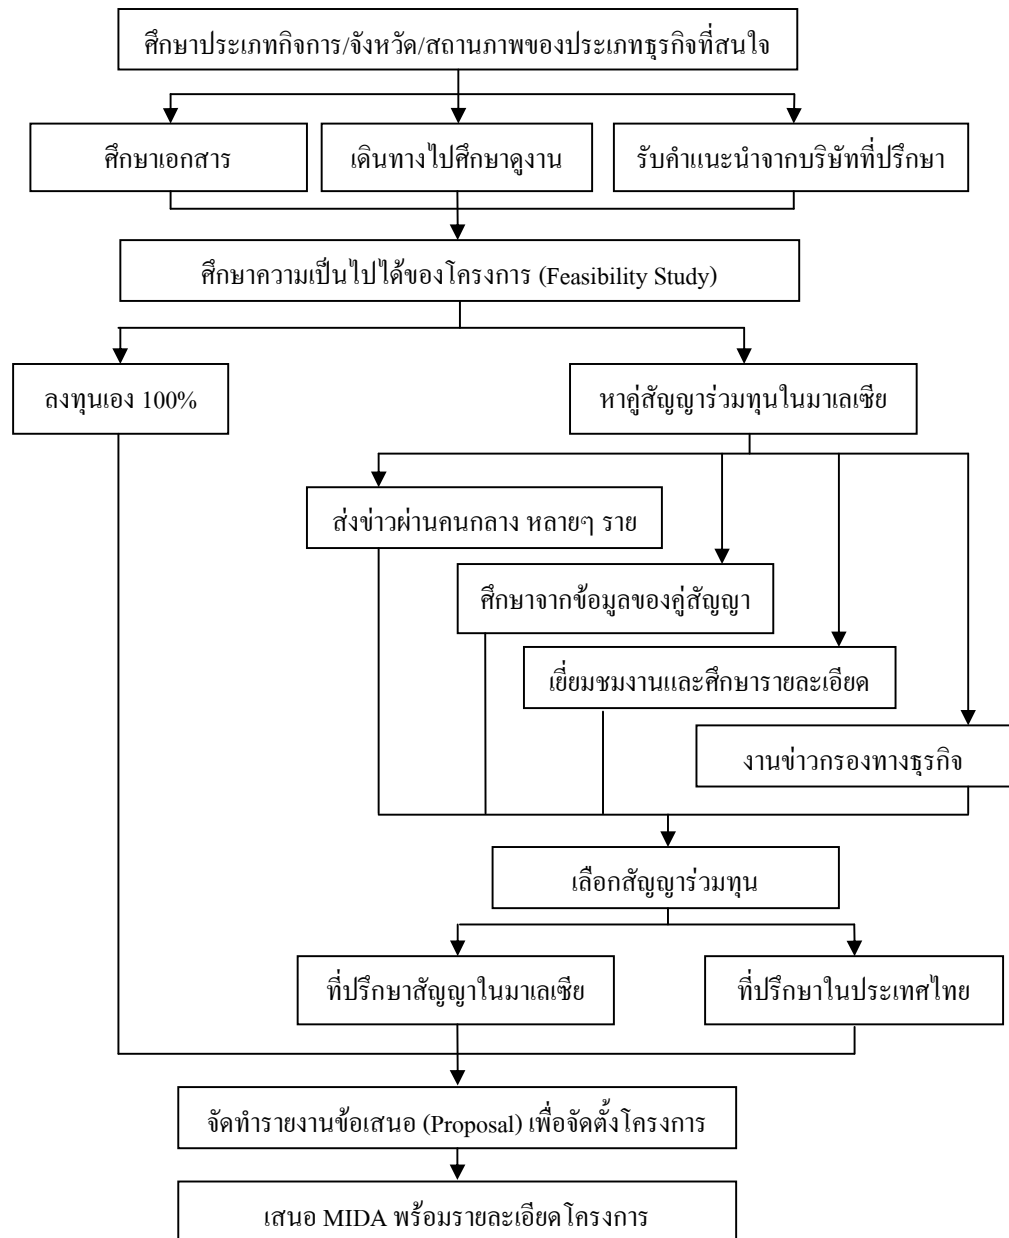 ศึกษาประเภทกิจการ/จังหวัด/สถานภาพของประเภทธุรกิจที่สนใจ
ศึกษาเอกสาร
เดินทางไปศึกษาดูงาน
รับคำแนะนำจากบริษัทที่ปรึกษา
ศึกษาความเป็นไปได้ของโครงการ (Feasibility Study)
ลงทุนเอง 100%
หาคู่สัญญาร่วมทุนในมาเลเซีย
ส่งข่าวผ่านคนกลาง หลายๆ ราย
ศึกษาจากข้อมูลของคู่สัญญา
เยี่ยมชมงานและศึกษารายละเอียด
งานข่าวกรองทางธุรกิจ
เลือกสัญญาร่วมทุน
ที่ปรึกษาสัญญาในมาเลเซีย
ที่ปรึกษาในประเทศไทย
จัดทำรายงานข้อเสนอ (Proposal) เพื่อจัดตั้งโครงการ
เสนอ MIDA พร้อมรายละเอียดโครงการ